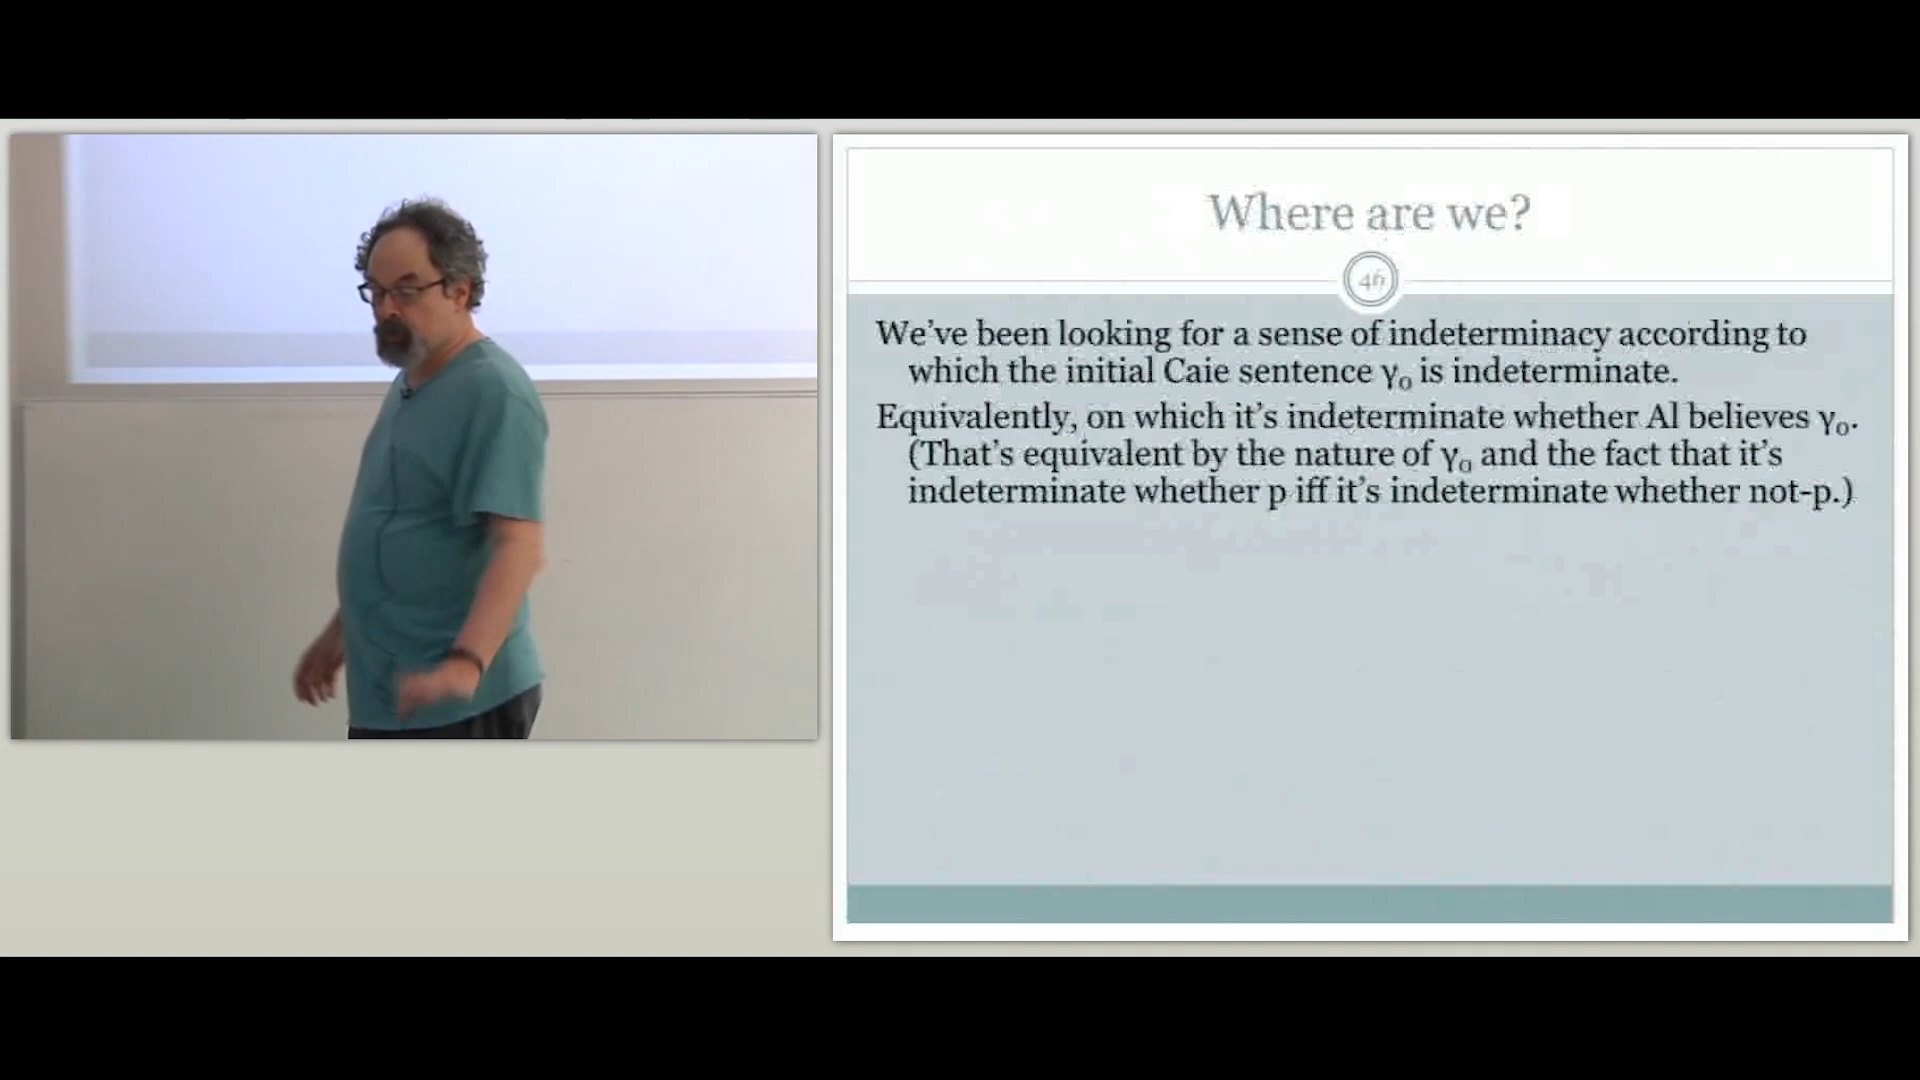 Where are we?
We've been looking for a sense of indeterminacy according to
which the initial Caie sentence γ₀ is indeterminate.
Equivalently, on which it's indeterminate whether Al believes γ₀.
(That's equivalent by the nature of γ₀ and the fact that it's
indeterminate whether p iff it's indeterminate whether not-p.)